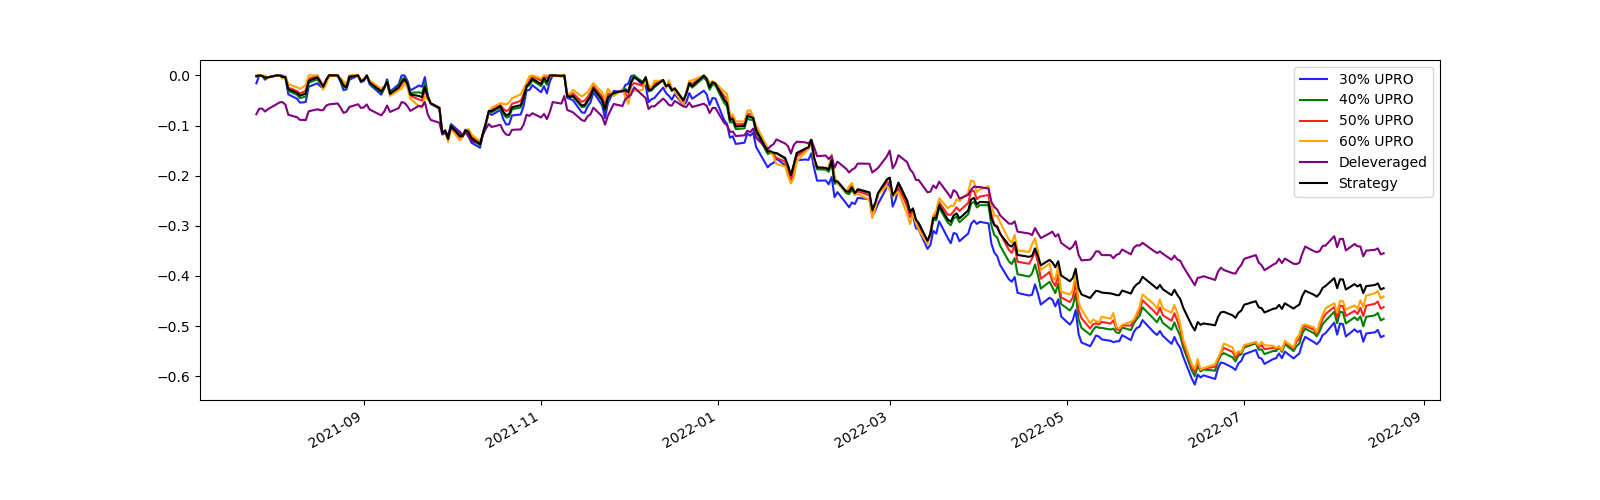 0.0
−0.1
−0.2
−0.3
−0.4
−0.5
−0.6
2021-09
2021-11
2022-01
2022-03
2022-05
2022-07
2022-09
30% UPRO
40% UPRO
50% UPRO
60% UPRO
Deleveraged
Strategy